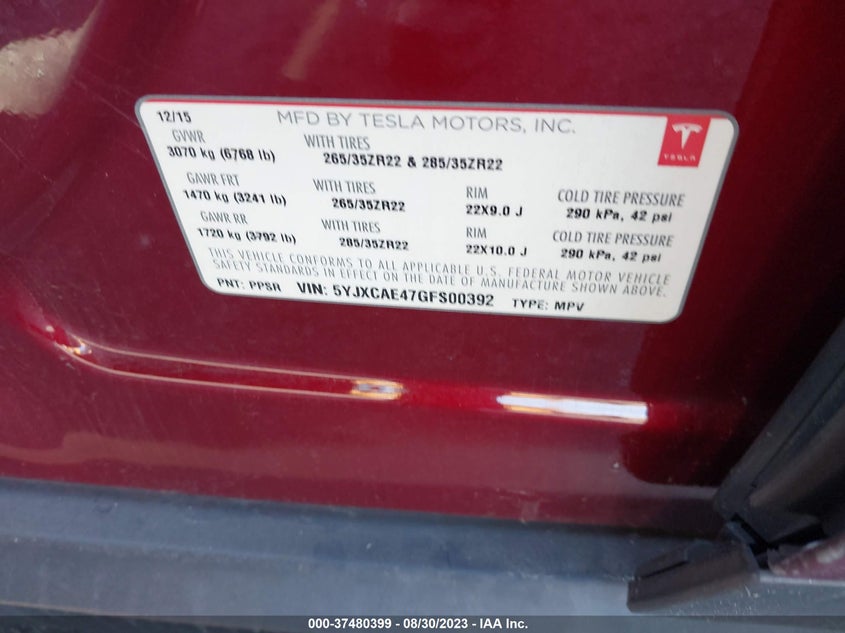 12/15 MFD BY TESLA MOTORS, INC.
GVWR WITH TIRES
3070 kg (6768 lb) 265/35ZR22 & 285/35ZR22
TESLA
GAWR FRT WITH TIRES RIM COLD TIRE PRESSURE
1470 kg (3241 lb) 265/35ZR22 22X9.0 J 290 kPa, 42 psi
GAWR RR WITH TIRES RIM COLD TIRE PRESSURE
1720 kg (3792 lb) 285/35ZR22 22X10.0 J 290 kPa, 42 psi
THIS VEHICLE CONFORMS TO ALL APPLICABLE U.S. FEDERAL MOTOR VEHICLE
SAFETY STANDARDS IN EFFECT ON THE DATE OF MANUFACTURE SHOWN ABOVE.
PNT: PPSR VIN: 5YJXCAE47GFS00392 TYPE: MPV
000-37480399 - 08/30/2023 - IAA Inc.